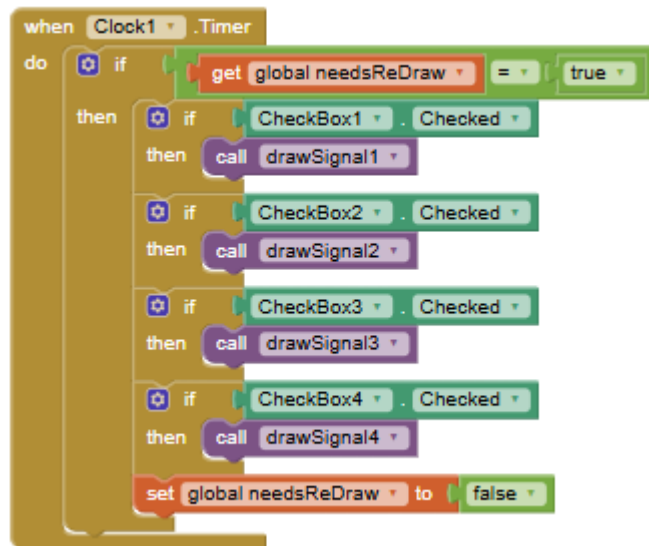 when Clock1 .Timer
do if get global needsReDraw = true
then if CheckBox1 . Checked
then call drawSignal1
if CheckBox2 . Checked
then call drawSignal2
if CheckBox3 . Checked
then call drawSignal3
if CheckBox4 . Checked
then call drawSignal4
set global needsReDraw to false